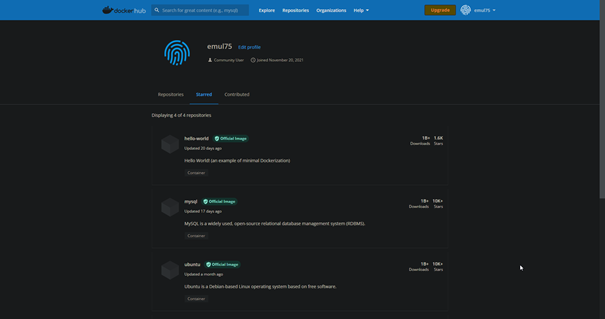 dockerhub Search for great content (e.g., mysql) Explore Repositories Organizations Help Upgrade emul75
emul75 Edit profile
Community User Joined November 20, 2021
Repositories Starred Contributed
Displaying 4 of 4 repositories
hello-world Official Image 1B+ 1.6K
Updated 20 days ago Downloads Stars
Hello World! (an example of minimal Dockerization)
Container
mysql Official Image 1B+ 10K+
Updated 17 days ago Downloads Stars
MySQL is a widely used, open-source relational database management system (RDBMS).
Container
ubuntu Official Image 1B+ 10K+
Updated a month ago Downloads Stars
Ubuntu is a Debian-based Linux operating system based on free software.
Container